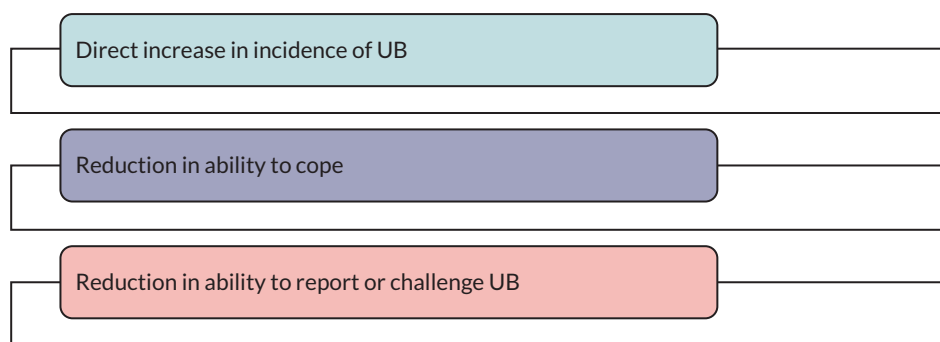 Direct increase in incidence of UB
Reduction in ability to cope
Reduction in ability to report or challenge UB